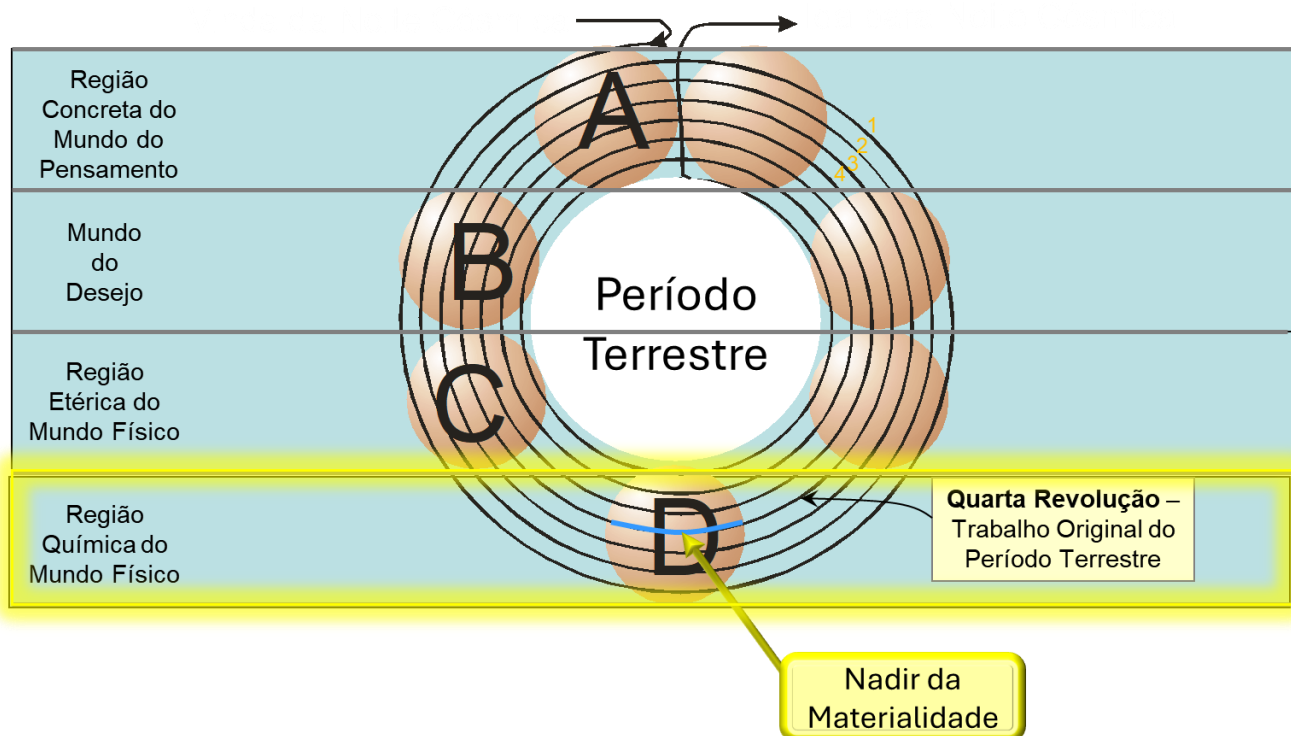 Região
Concreta do
Mundo do
Pensamento
A
1
2
3
4
Mundo
do
Desejo
B
Período
Terrestre
Região
Etérica do
Mundo Físico
C
Região
Química do
Mundo Físico
D
Quarta Revolução –
Trabalho Original do
Período Terrestre
Nadir da
Materialidade